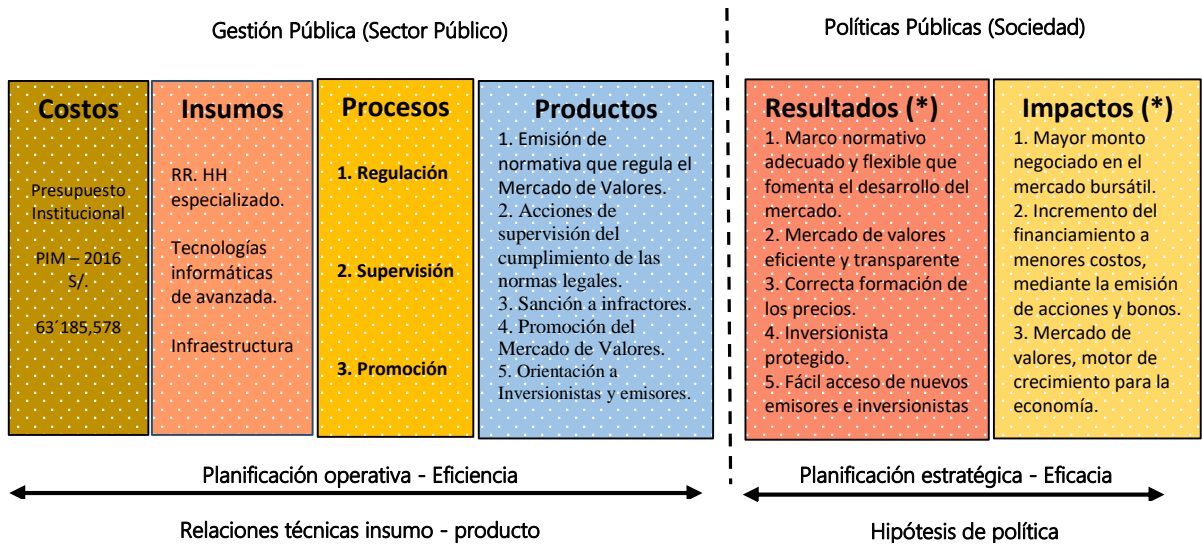 Gestión Pública (Sector Público)
Políticas Públicas (Sociedad)
Costos
Presupuesto
Institucional
PIM – 2016
S/.
63´185,578
Insumos
RR. HH
especializado.
Tecnologías
informáticas
de avanzada.
Infraestructura
Procesos
1. Regulación
2. Supervisión
3. Promoción
Productos
1. Emisión de
normativa que regula el
Mercado de Valores.
2. Acciones de
supervisión del
cumplimiento de las
normas legales.
3. Sanción a infractores.
4. Promoción del
Mercado de Valores.
5. Orientación a
Inversionistas y emisores.
Resultados (*)
1. Marco normativo
adecuado y flexible que
fomenta el desarrollo del
mercado.
2. Mercado de valores
eficiente y transparente
3. Correcta formación de
los precios.
4. Inversionista
protegido.
5. Fácil acceso de nuevos
emisores e inversionistas
Impactos (*)
1. Mayor monto
negociado en el
mercado bursátil.
2. Incremento del
financiamiento a
menores costos,
mediante la emisión
de acciones y bonos.
3. Mercado de
valores, motor de
crecimiento para la
economía.
Planificación operativa - Eficiencia
Planificación estratégica - Eficacia
Relaciones técnicas insumo - producto
Hipótesis de política